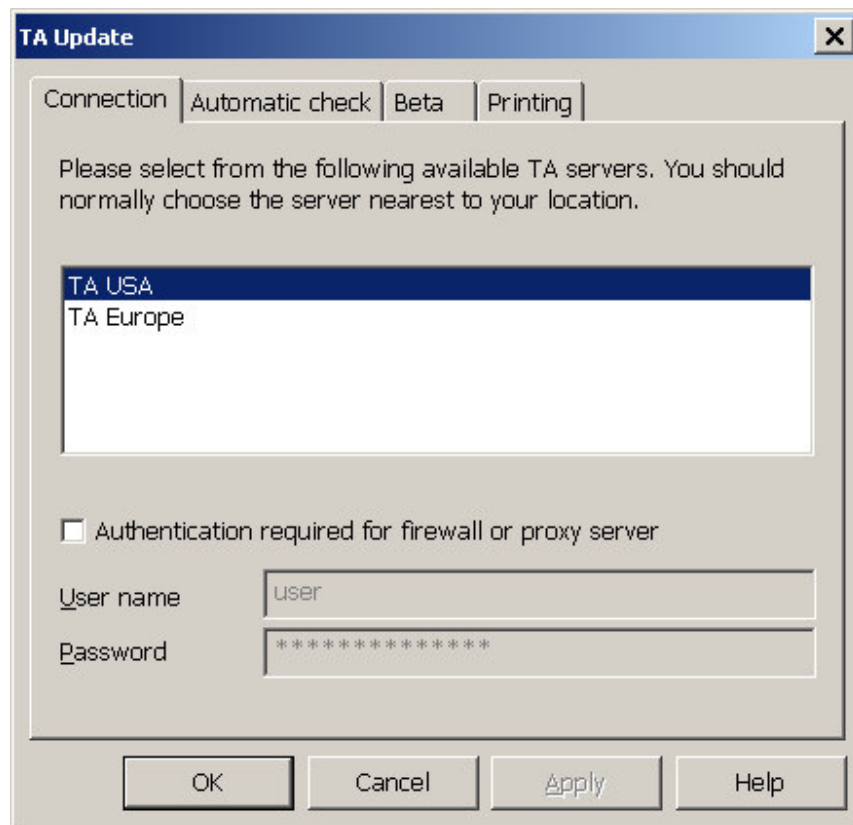 TA Update
Connection Automatic check Beta Printing
Please select from the following available TA servers. You should
normally choose the server nearest to your location.
TA USA
TA Europe
Authentication required for firewall or proxy server
User name user
Password **************
OK Cancel Apply Help